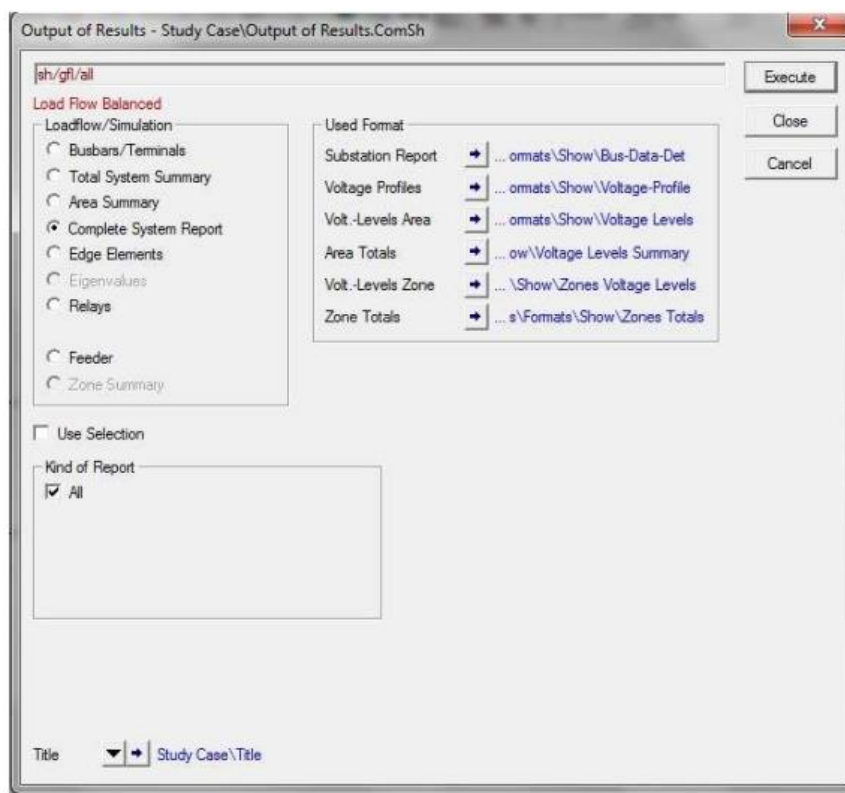 Output of Results - Study Case\Output of Results.ComSh
sh/gfl/all
Execute
Load Flow Balanced
Close
Cancel
Loadflow/Simulation
Busbars/Terminals
Total System Summary
Area Summary
Complete System Report
Edge Elements
Eigenvalues
Relays
Feeder
Zone Summary
Used Format
Substation Report ... ormats\Show\Bus-Data-Det
Voltage Profiles ... ormats\Show\Voltage-Profile
Volt.-Levels Area ... ormats\Show\Voltage Levels
Area Totals ... ow\Voltage Levels Summary
Volt.-Levels Zone ... \Show\Zones Voltage Levels
Zone Totals ... s\Formats\Show\Zones Totals
Use Selection
Kind of Report
All
Title Study Case\Title